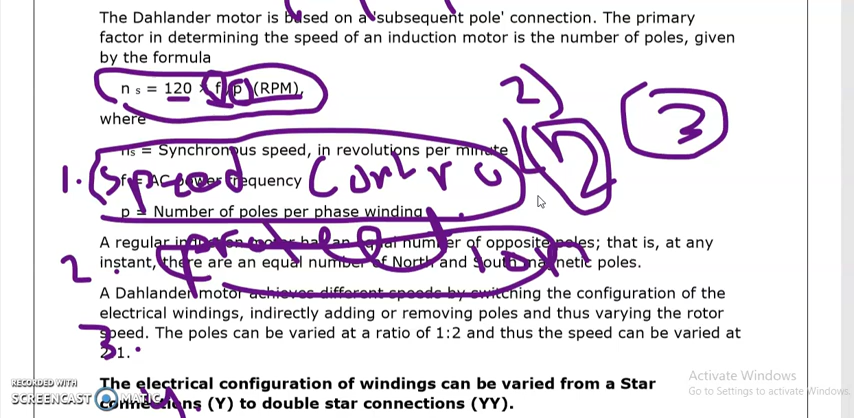 The Dahlander motor is based on a 'subsequent pole' connection. The primary
factor in determining the speed of an induction motor is the number of poles, given
by the formula
n s = 120 × f/p (RPM),
2)
3
where
ns = Synchronous speed, in revolutions per minute
2
1. (speed Contro
f = AC power frequency
p = Number of poles per phase winding
A regular induction motor has an equal number of opposite poles; that is, at any
2. protection
instant, there are an equal number of North and South magnetic poles.
A Dahlander motor achieves different speeds by switching the configuration of the
electrical windings, indirectly adding or removing poles and thus varying the rotor
3.
speed. The poles can be varied at a ratio of 1:2 and thus the speed can be varied at
2:1.
Activate Windows
Go to Settings to activate Windows.
The electrical configuration of windings can be varied from a Star
connections (Y) to double star connections (YY).
RECORDED WITH
SCREENCAST MATIC